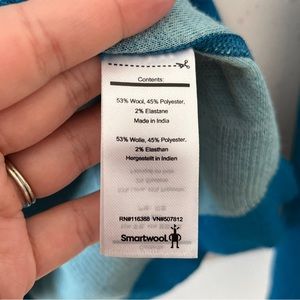 Contents:
53% Wool, 45% Polyester,
2% Elastane
Made in India
53% Wolle, 45% Polyester,
2% Elasthan
Hergestellt in Indien
RN#116388 VN#507812
Smartwool